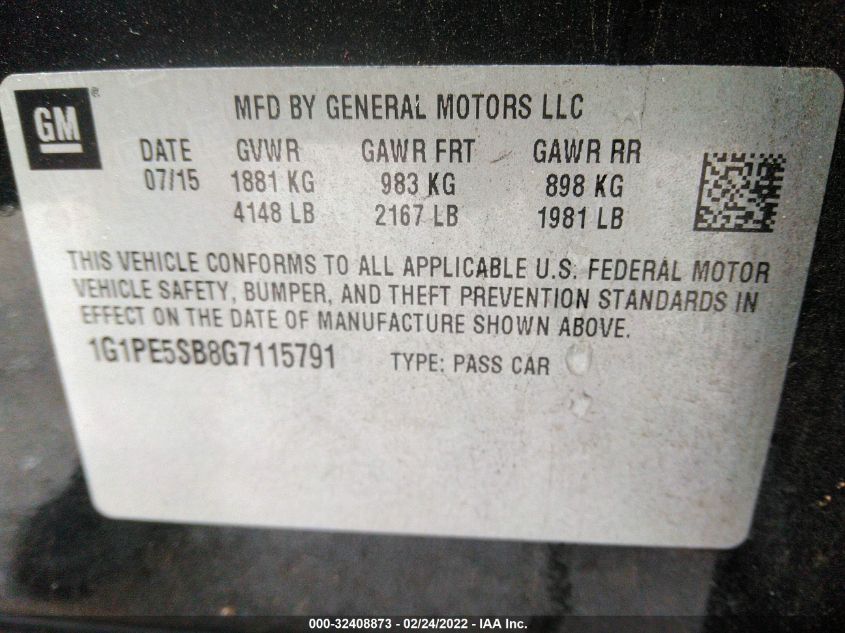 GM ®
MFD BY GENERAL MOTORS LLC
DATE GVWR GAWR FRT GAWR RR
07/15 1881 KG 983 KG 898 KG
4148 LB 2167 LB 1981 LB
THIS VEHICLE CONFORMS TO ALL APPLICABLE U.S. FEDERAL MOTOR
VEHICLE SAFETY, BUMPER, AND THEFT PREVENTION STANDARDS IN
EFFECT ON THE DATE OF MANUFACTURE SHOWN ABOVE.
1G1PE5SB8G7115791 TYPE: PASS CAR
000-32408873 - 02/24/2022 - IAA Inc.